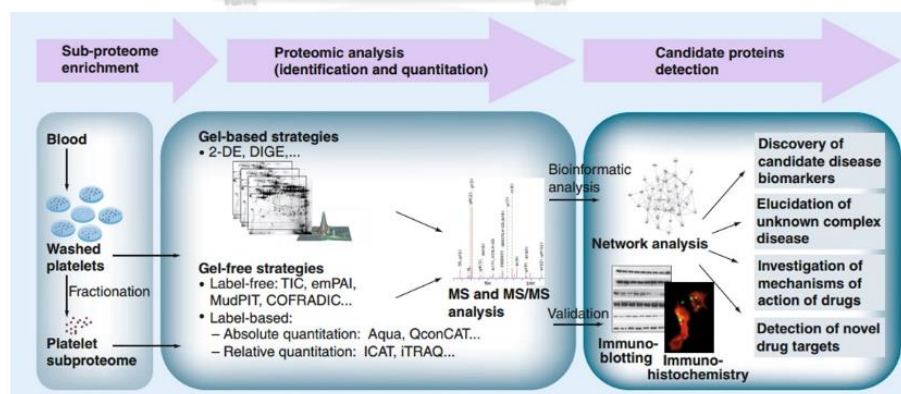 Sub-proteome
enrichment
Proteomic analysis
(identification and quantitation)
Candidate proteins
detection
Blood
Washed
platelets
Fractionation
Platelet
subproteome
Gel-based strategies
• 2-DE, DIGE,...
Gel-free strategies
• Label-free: TIC, emPAI,
MudPIT, COFRADIC...
• Label-based:
– Absolute quantitation: Aqua, QconCAT...
– Relative quantitation: ICAT, iTRAQ...
MS and MS/MS
analysis
Bioinformatic
analysis
Validation
Network analysis
Immuno-
blotting
Immuno-
histochemistry
Discovery of
candidate disease
biomarkers
Elucidation of
unknown complex
disease
Investigation of
mechanisms of
action of drugs
Detection of novel
drug targets